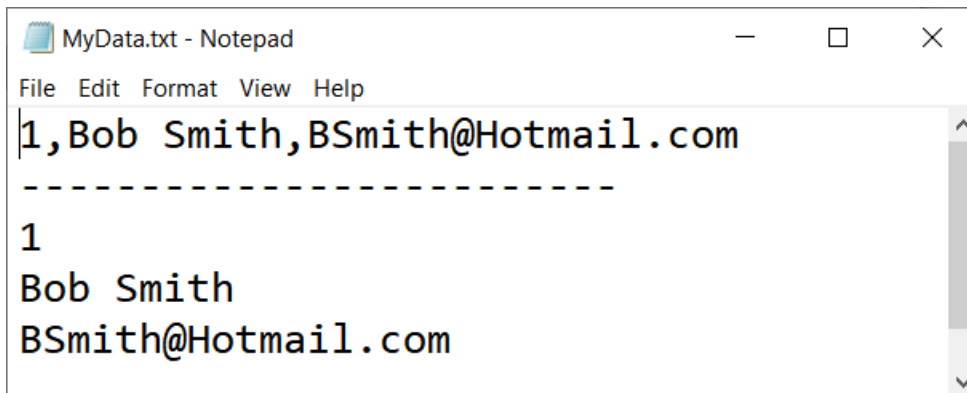 MyData.txt - Notepad
File Edit Format View Help
1,Bob Smith,BSmith@Hotmail.com
-------------------------
1
Bob Smith
BSmith@Hotmail.com